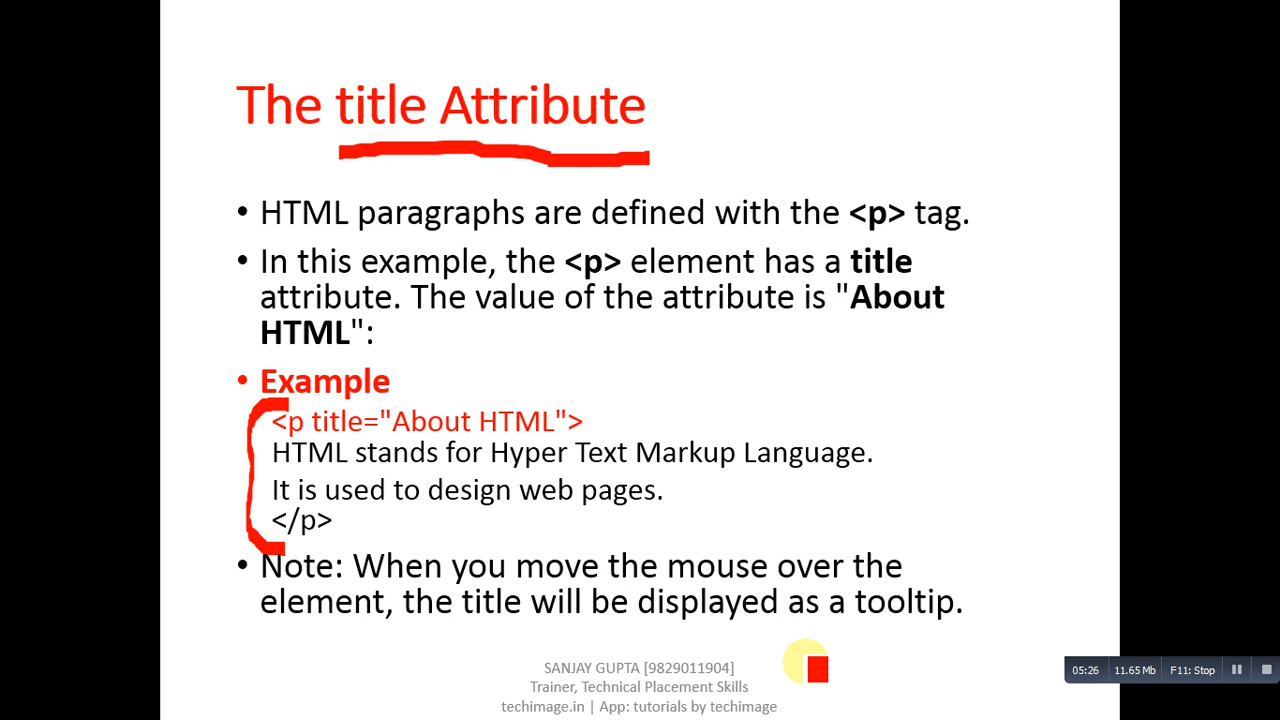 The title Attribute
• HTML paragraphs are defined with the <p> tag.
• In this example, the <p> element has a title
attribute. The value of the attribute is "About
HTML":
• Example
<p title="About HTML">
HTML stands for Hyper Text Markup Language.
It is used to design web pages.
</p>
• Note: When you move the mouse over the
element, the title will be displayed as a tooltip.
SANJAY GUPTA [9829011904]
Trainer, Technical Placement Skills
techimage.in | App: tutorials by techimage
05:26 11.65 Mb F11: Stop